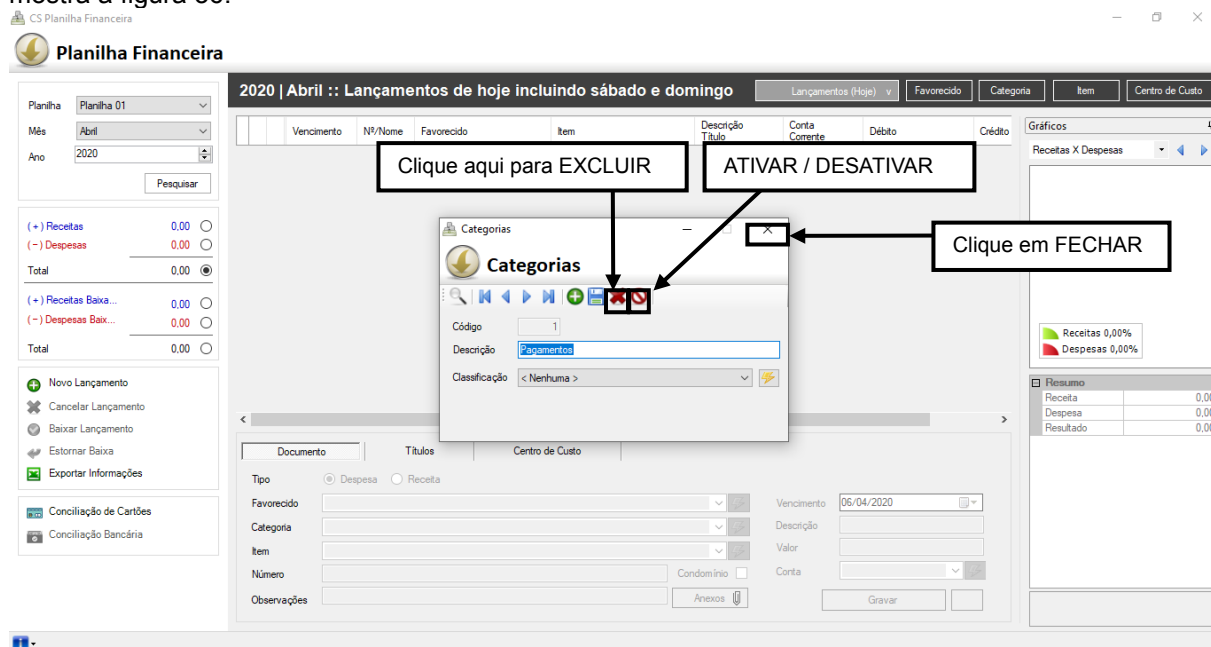 mostra a figura
CS Planilha Financeira
Planilha Financeira
Planilha Planilha 01
Mês Abril
Ano 2020
Pesquisar
(+) Receitas 0,00
(-) Despesas 0,00
Total 0,00
(+) Receitas Baixa... 0,00
(-) Despesas Baix... 0,00
Total 0,00
Novo Lançamento
Cancelar Lançamento
Baixar Lançamento
Estornar Baixa
Exportar Informações
Conciliação de Cartões
Conciliação Bancária
2020 | Abril :: Lançamentos de hoje incluindo sábado e domingo
Lançamentos (Hoje) v Favorecido Categoria Item Centro de Custo
Vencimento Nº/Nome Favorecido Item Descrição Título Conta Corrente Débito Crédito
Clique aqui para EXCLUIR
ATIVAR / DESATIVAR
Clique em FECHAR
Categorias
Categorias
Código 1
Descrição Pagamentos
Classificação < Nenhuma >
Documento Títulos Centro de Custo
Tipo Despesa Receita
Favorecido
Categoria
Item
Número
Condomínio
Observações
Anexos
Vencimento 06/04/2020
Descrição
Valor
Conta
Gravar
Gráficos
Receitas X Despesas
Receitas 0,00%
Despesas 0,00%
Resumo
Receita 0,00
Despesa 0,00
Resultado 0,00